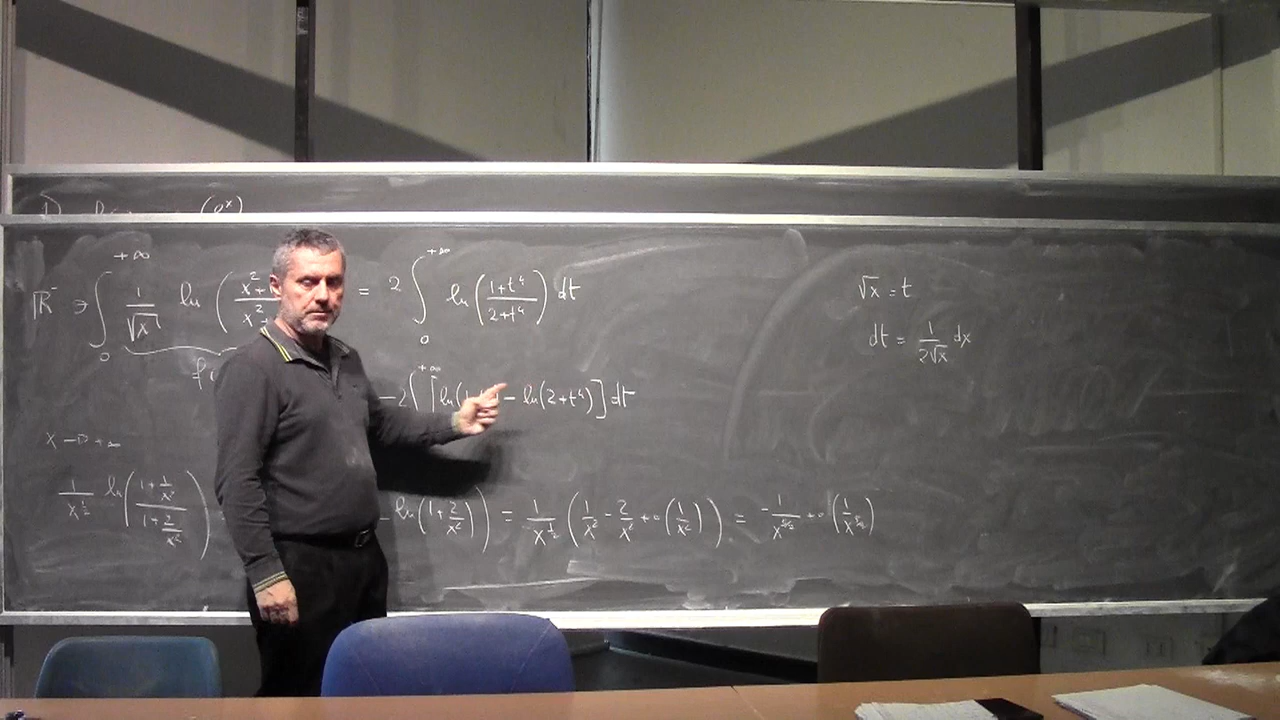 (e^x)
ℝ⁻ ∋ ∫₀^{+∞} 1/√x ln(x²+1/x²+ = 2 ∫₀^{+∞} ln(1+t⁴/2+t⁴) dt
√x = t
dt = 1/2√x dx
f(
= 2∫^{+∞}[ln(1+ − ln(2+t⁴)] dt
x → +∞
1/x^{1/2} ln(1+1/x²/1+2/x²) − ln(1+2/x²)) = 1/x^{1/2} (1/x² − 2/x² + o(1/x²)) = −1/x^{5/2} + o(1/x^{5/2})